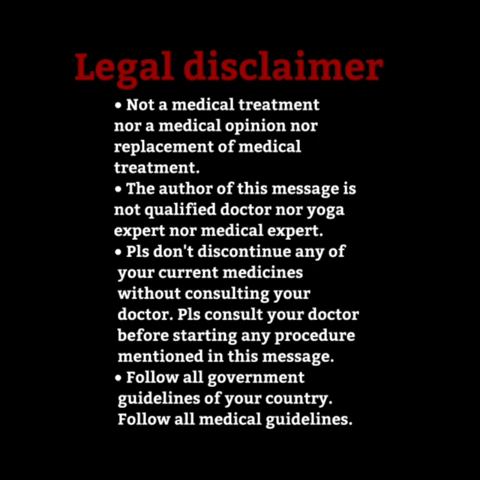 Legal disclaimer
• Not a medical treatment
nor a medical opinion nor
replacement of medical
treatment.
• The author of this message is
not qualified doctor nor yoga
expert nor medical expert.
• Pls don't discontinue any of
your current medicines
without consulting your
doctor. Pls consult your doctor
before starting any procedure
mentioned in this message.
• Follow all government
guidelines of your country.
Follow all medical guidelines.